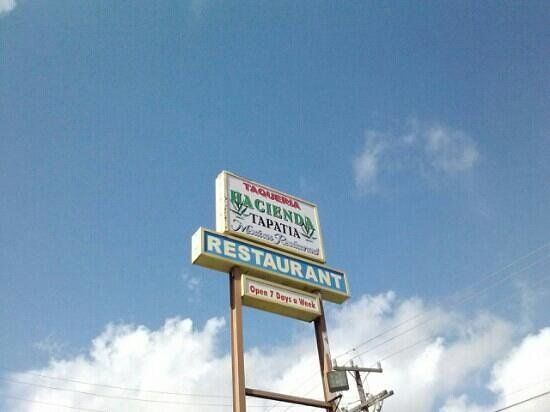 TAQUERIA
HACIENDA
TAPATIA
Mexican Restaurant
RESTAURANT
Open 7 Days a Week